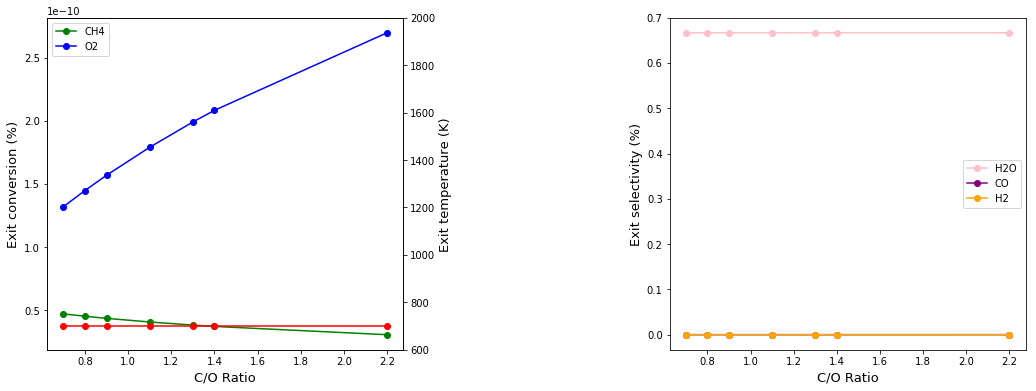 1e−10
CH4
O2
2.5
2.0
1.5
1.0
0.5
Exit conversion (%)
2000
1800
1600
1400
1200
1000
800
600
Exit temperature (K)
0.8 1.0 1.2 1.4 1.6 1.8 2.0 2.2
C/O Ratio
0.7
0.6
0.5
0.4
0.3
0.2
0.1
0.0
Exit selectivity (%)
H2O
CO
H2
0.8 1.0 1.2 1.4 1.6 1.8 2.0 2.2
C/O Ratio